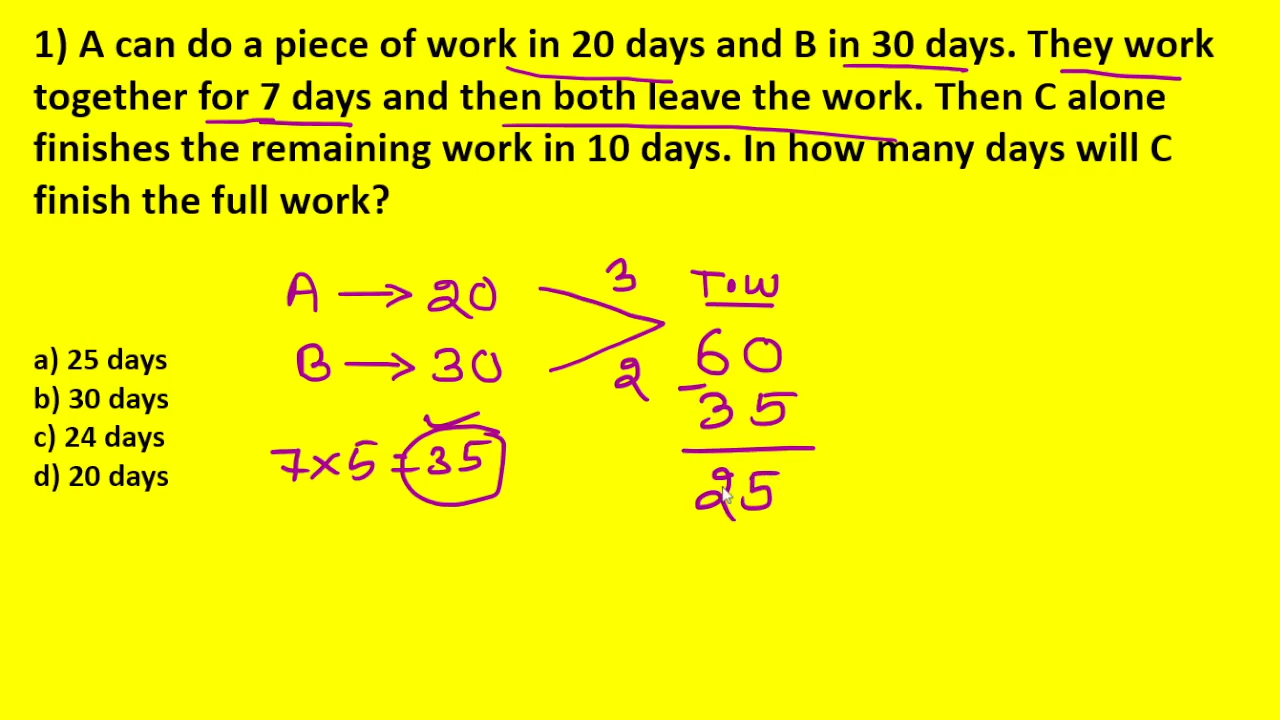 1) A can do a piece of work in 20 days and B in 30 days. They work
together for 7 days and then both leave the work. Then C alone
finishes the remaining work in 10 days. In how many days will C
finish the full work?
A → 20 3 T.W
60
B → 30 2
a) 25 days
b) 30 days
-35
c) 24 days
7×5=35
d) 20 days
25